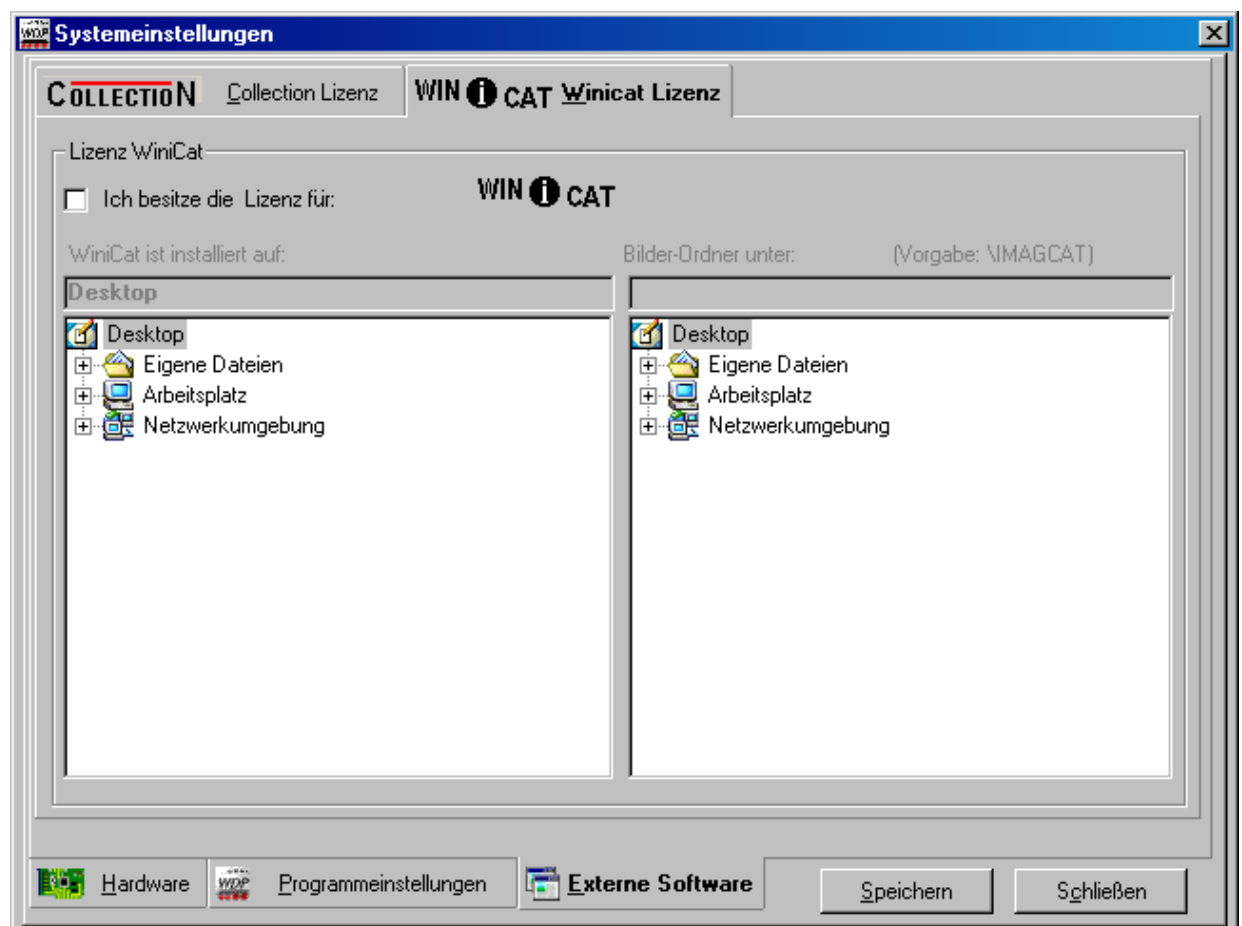 Systemeinstellungen
COLLECTION Collection Lizenz WIN i CAT Winicat Lizenz
Lizenz WiniCat
Ich besitze die Lizenz für: WIN i CAT
WiniCat ist installiert auf: Bilder-Ordner unter: (Vorgabe: \IMAGCAT)
Desktop
Desktop Desktop
Eigene Dateien Eigene Dateien
Arbeitsplatz Arbeitsplatz
Netzwerkumgebung Netzwerkumgebung
Hardware WDP Programmeinstellungen Externe Software Speichern Schließen